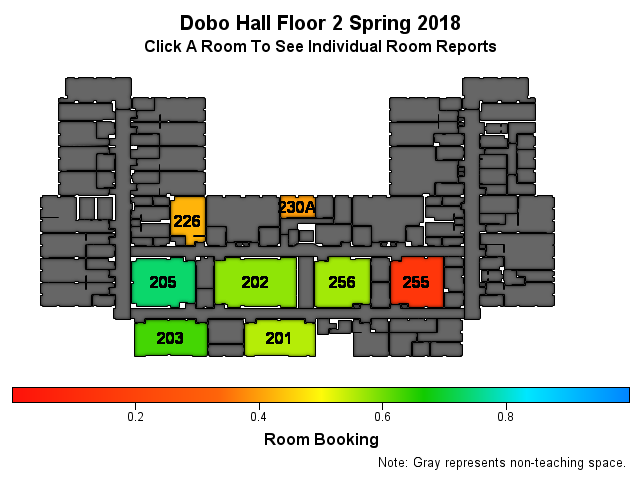 Dobo Hall Floor 2 Spring 2018
Click A Room To See Individual Room Reports
226
230A
205
202
256
255
203
201
0.2
0.4
0.6
0.8
Room Booking
Note: Gray represents non-teaching space.